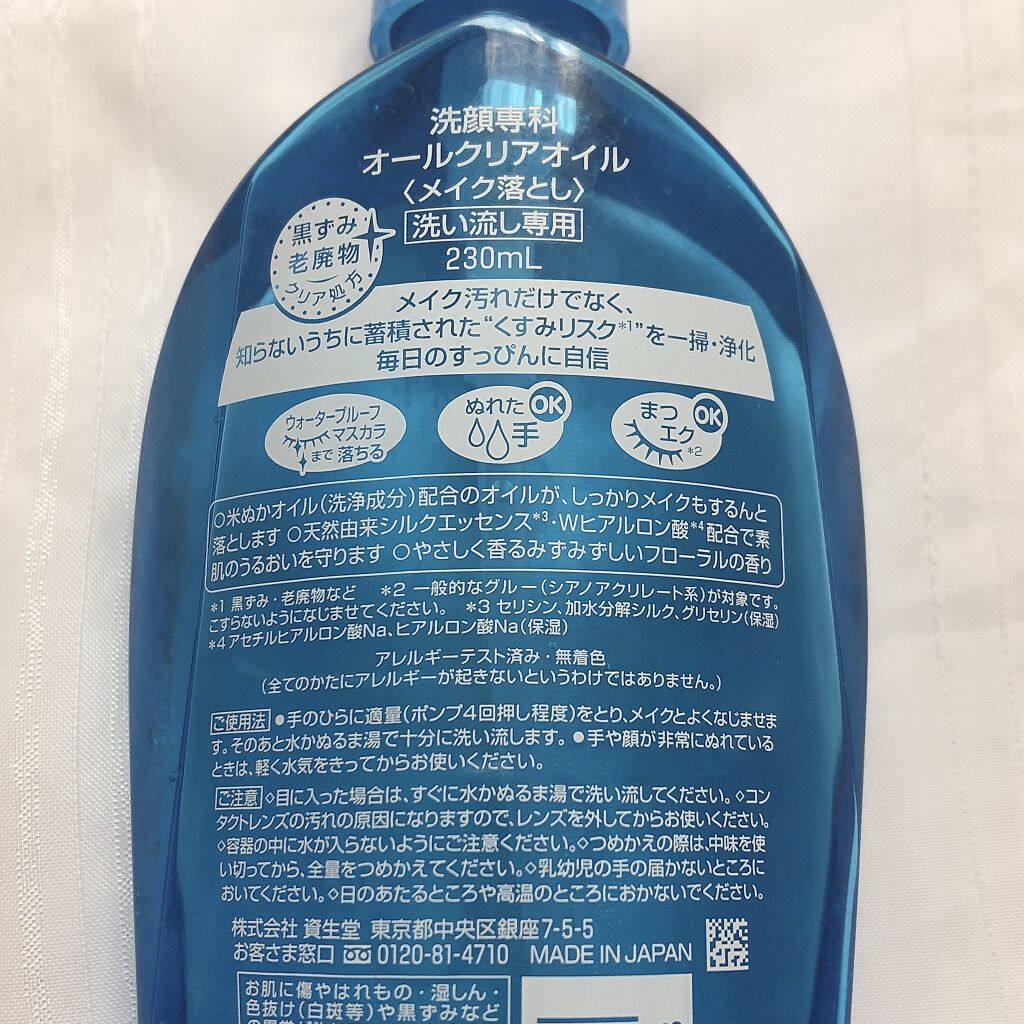 洗顔専科
オールクリアオイル
〈メイク落とし〉
洗い流し専用
230mL
黒ずみ
老廃物
クリア処方
メイク汚れだけでなく、
知らないうちに蓄積された“くすみリスク*1”を一掃・浄化
毎日のすっぴんに自信
ウォータープルーフ
マスカラ
まで 落ちる
ぬれた OK
手
まつ OK
エク *2
○米ぬかオイル(洗浄成分)配合のオイルが、しっかりメイクもするんと
落とします ○天然由来シルクエッセンス*3・Wヒアルロン酸*4配合で素
肌のうるおいを守ります ○やさしく香るみずみずしいフローラルの香り
*1 黒ずみ・老廃物など *2 一般的なグルー(シアノアクリレート系)が対象です。
こすらないようになじませてください。 *3 セリシン、加水分解シルク、グリセリン(保湿)
*4 アセチルヒアルロン酸Na、ヒアルロン酸Na(保湿)
アレルギーテスト済み・無着色
(全てのかたにアレルギーが起きないというわけではありません。)
ご使用法 ●手のひらに適量(ポンプ4回押し程度)をとり、メイクとよくなじませま
す。そのあと水かぬるま湯で十分に洗い流します。●手や顔が非常にぬれている
ときは、軽く水気をきってからお使いください。
ご注意 ◇目に入った場合は、すぐに水かぬるま湯で洗い流してください。◇コン
タクトレンズの汚れの原因になりますので、レンズを外してからお使いください。
◇容器の中に水が入らないようにご注意ください。◇つめかえの際は、中味を使
い切ってから、全量をつめかえてください。◇乳幼児の手の届かないところに
おいてください。◇日のあたるところや高温のところにおかないでください。
株式会社 資生堂 東京都中央区銀座7-5-5
お客さま窓口 0120-81-4710 MADE IN JAPAN
お肌に傷やはれもの・湿しん・
色抜け(白斑等)や黒ずみなど